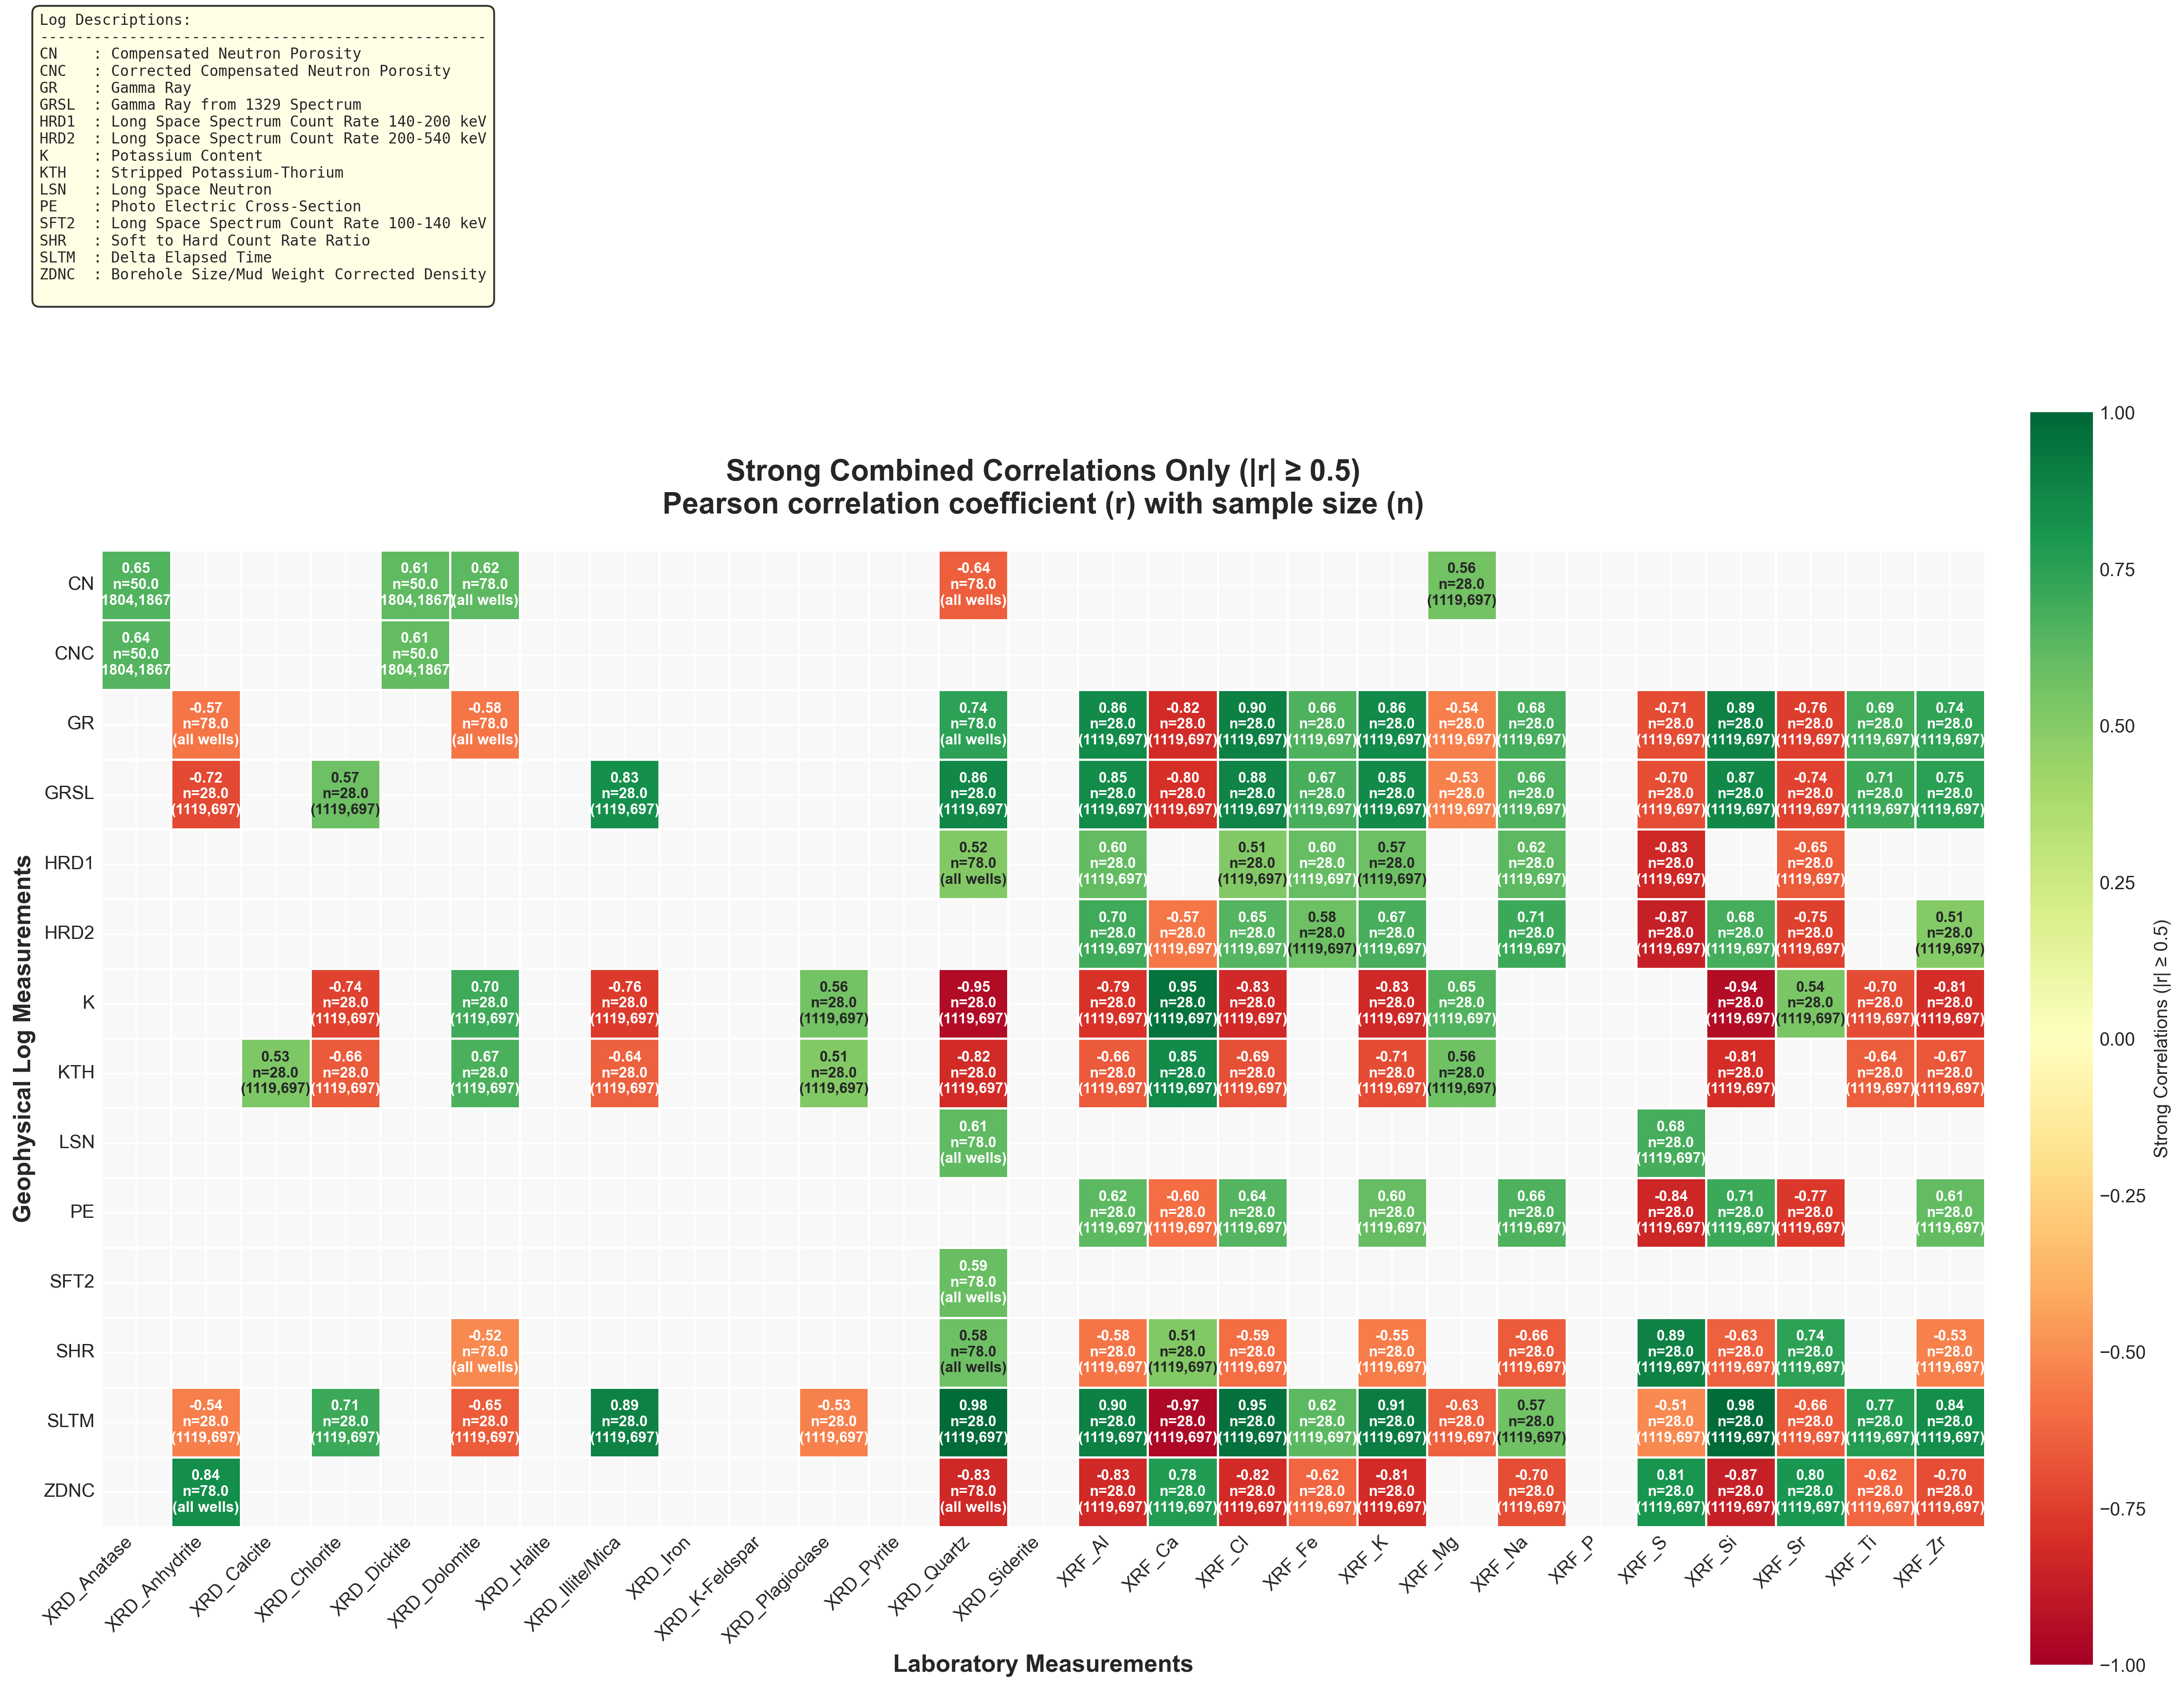 Log Descriptions:
--------------------------------------------------
CN    : Compensated Neutron Porosity
CNC   : Corrected Compensated Neutron Porosity
GR    : Gamma Ray
GRSL  : Gamma Ray from 1329 Spectrum
HRD1  : Long Space Spectrum Count Rate 140-200 keV
HRD2  : Long Space Spectrum Count Rate 200-540 keV
K     : Potassium Content
KTH   : Stripped Potassium-Thorium
LSN   : Long Space Neutron
PE    : Photo Electric Cross-Section
SFT2  : Long Space Spectrum Count Rate 100-140 keV
SHR   : Soft to Hard Count Rate Ratio
SLTM  : Delta Elapsed Time
ZDNC  : Borehole Size/Mud Weight Corrected Density
Strong Combined Correlations Only (|r| ≥ 0.5)
Pearson correlation coefficient (r) with sample size (n)
Geophysical Log Measurements
CN
0.65 0.61 0.62 -0.64 0.56
n=50.0 n=50.0 n=78.0 n=78.0 n=28.0
1804,1867 1804,1867) (all wells) (all wells) (1119,697)
CNC
0.64 0.61
n=50.0 n=50.0
1804,1867 1804,1867
GR
-0.57 -0.58 0.74 0.86 -0.82 0.90 0.66 0.86 -0.54 0.68 -0.71 0.89 -0.76 0.69 0.74
n=78.0 n=78.0 n=78.0 n=28.0 n=28.0 n=28.0 n=28.0 n=28.0 n=28.0 n=28.0 n=28.0 n=28.0 n=28.0 n=28.0 n=28.0
(all wells) (all wells) (all wells) (1119,697) (1119,697) (1119,697) (1119,697) (1119,697) (1119,697) (1119,697) (1119,697) (1119,697) (1119,697) (1119,697) (1119,697)
GRSL
-0.72 0.57 0.83 0.86 0.85 -0.80 0.88 0.67 0.85 -0.53 0.66 -0.70 0.87 -0.74 0.71 0.75
n=28.0 n=28.0 n=28.0 n=28.0 n=28.0 n=28.0 n=28.0 n=28.0 n=28.0 n=28.0 n=28.0 n=28.0 n=28.0 n=28.0 n=28.0 n=28.0
(1119,697) (1119,697) (1119,697) (1119,697) (1119,697) (1119,697) (1119,697) (1119,697) (1119,697) (1119,697) (1119,697) (1119,697) (1119,697) (1119,697) (1119,697) (1119,697)
HRD1
0.52 0.60 0.51 0.60 0.57 0.62 -0.83 -0.65
n=78.0 n=28.0 n=28.0 n=28.0 n=28.0 n=28.0 n=28.0 n=28.0
(all wells) (1119,697) (1119,697) (1119,697) (1119,697) (1119,697) (1119,697) (1119,697)
HRD2
0.70 -0.57 0.65 0.58 0.67 0.71 -0.87 0.68 -0.75 0.51
n=28.0 n=28.0 n=28.0 n=28.0 n=28.0 n=28.0 n=28.0 n=28.0 n=28.0 n=28.0
(1119,697) (1119,697) (1119,697) (1119,697) (1119,697) (1119,697) (1119,697) (1119,697) (1119,697) (1119,697)
K
-0.74 0.70 -0.76 0.56 -0.95 -0.79 0.95 -0.83 -0.83 0.65 -0.94 0.54 -0.70 -0.81
n=28.0 n=28.0 n=28.0 n=28.0 n=28.0 n=28.0 n=28.0 n=28.0 n=28.0 n=28.0 n=28.0 n=28.0 n=28.0 n=28.0
(1119,697) (1119,697) (1119,697) (1119,697) (1119,697) (1119,697) (1119,697) (1119,697) (1119,697) (1119,697) (1119,697) (1119,697) (1119,697) (1119,697)
KTH
0.53 -0.66 0.67 -0.64 0.51 -0.82 -0.66 0.85 -0.69 -0.71 0.56 -0.81 -0.64 -0.67
n=28.0 n=28.0 n=28.0 n=28.0 n=28.0 n=28.0 n=28.0 n=28.0 n=28.0 n=28.0 n=28.0 n=28.0 n=28.0 n=28.0
(1119,697) (1119,697) (1119,697) (1119,697) (1119,697) (1119,697) (1119,697) (1119,697) (1119,697) (1119,697) (1119,697) (1119,697) (1119,697) (1119,697)
LSN
0.61 0.68
n=78.0 n=28.0
(all wells) (1119,697)
PE
0.62 -0.60 0.64 0.60 0.66 -0.84 0.71 -0.77 0.61
n=28.0 n=28.0 n=28.0 n=28.0 n=28.0 n=28.0 n=28.0 n=28.0 n=28.0
(1119,697) (1119,697) (1119,697) (1119,697) (1119,697) (1119,697) (1119,697) (1119,697) (1119,697)
SFT2
0.59
n=78.0
(all wells)
SHR
-0.52 0.58 -0.58 0.51 -0.59 -0.55 -0.66 0.89 -0.63 0.74 -0.53
n=78.0 n=78.0 n=28.0 n=28.0 n=28.0 n=28.0 n=28.0 n=28.0 n=28.0 n=28.0 n=28.0
(all wells) (all wells) (1119,697) (1119,697) (1119,697) (1119,697) (1119,697) (1119,697) (1119,697) (1119,697) (1119,697)
SLTM
-0.54 0.71 -0.65 0.89 -0.53 0.98 0.90 -0.97 0.95 0.62 0.91 -0.63 0.57 -0.51 0.98 -0.66 0.77 0.84
n=28.0 n=28.0 n=28.0 n=28.0 n=28.0 n=28.0 n=28.0 n=28.0 n=28.0 n=28.0 n=28.0 n=28.0 n=28.0 n=28.0 n=28.0 n=28.0 n=28.0 n=28.0
(1119,697) (1119,697) (1119,697) (1119,697) (1119,697) (1119,697) (1119,697) (1119,697) (1119,697) (1119,697) (1119,697) (1119,697) (1119,697) (1119,697) (1119,697) (1119,697) (1119,697) (1119,697)
ZDNC
0.84 -0.83 -0.83 0.78 -0.82 -0.62 -0.81 -0.70 0.81 -0.87 0.80 -0.62 -0.70
n=78.0 n=78.0 n=28.0 n=28.0 n=28.0 n=28.0 n=28.0 n=28.0 n=28.0 n=28.0 n=28.0 n=28.0 n=28.0
(all wells) (all wells) (1119,697) (1119,697) (1119,697) (1119,697) (1119,697) (1119,697) (1119,697) (1119,697) (1119,697) (1119,697) (1119,697)
XRD_Anatase
XRD_Anhydrite
XRD_Calcite
XRD_Chlorite
XRD_Dickite
XRD_Dolomite
XRD_Halite
XRD_Illite/Mica
XRD_Iron
XRD_K-Feldspar
XRD_Plagioclase
XRD_Pyrite
XRD_Quartz
XRD_Siderite
XRF_Al
XRF_Ca
XRF_Cl
XRF_Fe
XRF_K
XRF_Mg
XRF_Na
XRF_P
XRF_S
XRF_Si
XRF_Sr
XRF_Ti
XRF_Zr
Laboratory Measurements
1.00
0.75
0.50
0.25
0.00
−0.25
−0.50
−0.75
−1.00
Strong Correlations (|r| ≥ 0.5)